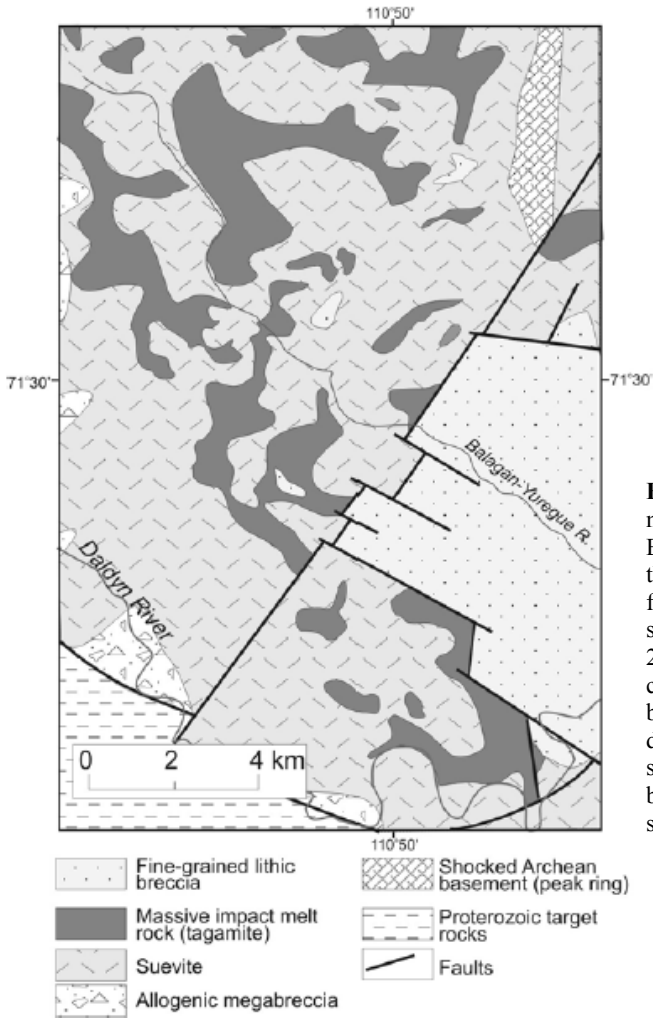 110°50'
71°30'
71°30'
Balagan-Yuregue R.
Daldyn River
0 2 4 km
110°50'
Fine-grained lithic
breccia
Massive impact melt
rock (tagamite)
Suevite
Allogenic megabreccia
Shocked Archean
basement (peak ring)
Proterozoic target
rocks
Faults